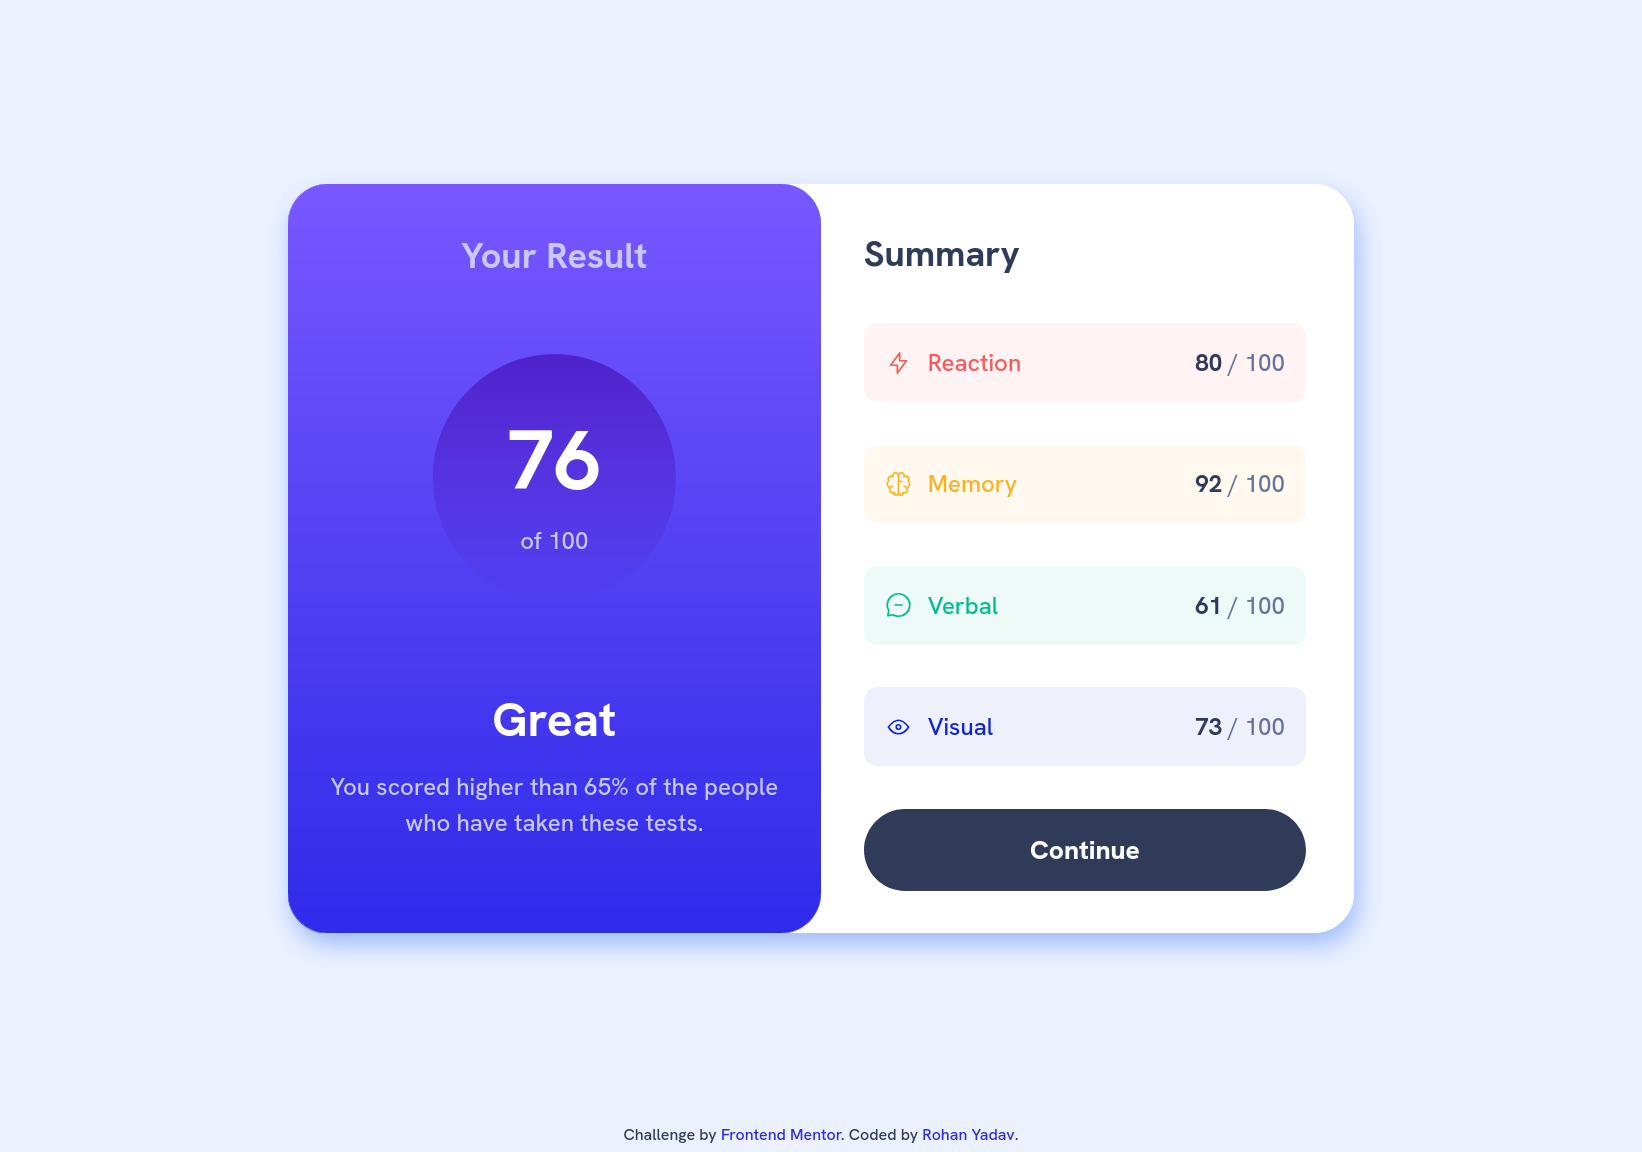 Your Result
76
of 100
Great
You scored higher than 65% of the people
who have taken these tests.
Summary
Reaction 80 / 100
Memory 92 / 100
Verbal 61 / 100
Visual 73 / 100
Continue
Challenge by Frontend Mentor. Coded by Rohan Yadav.